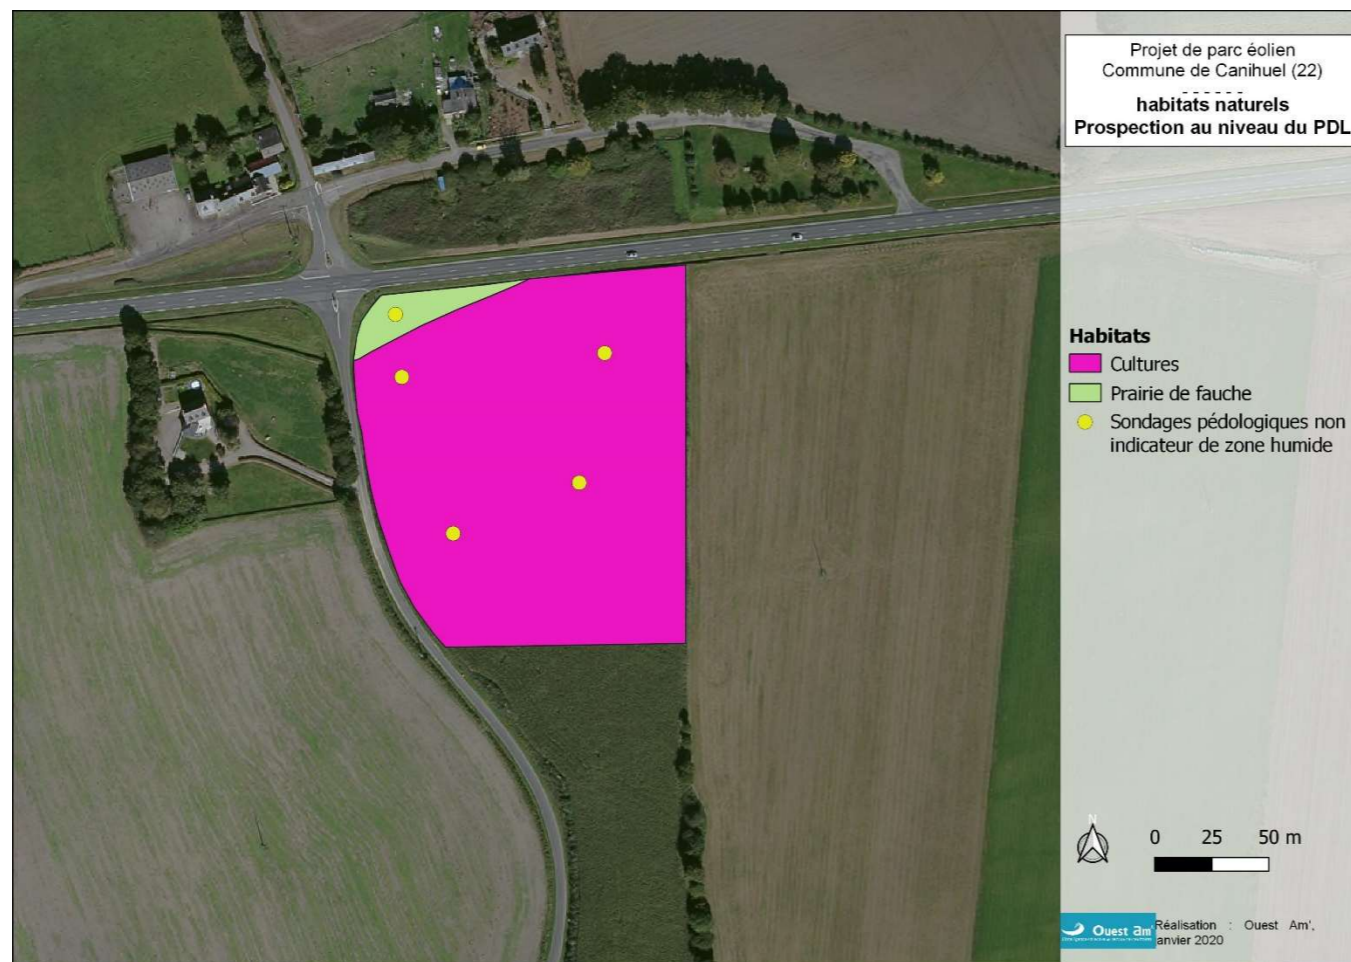 Projet de parc éolien
Commune de Canihuel (22)
- - - - - -
habitats naturels
Prospection au niveau du PDL
Habitats
Cultures
Prairie de fauche
Sondages pédologiques non
indicateur de zone humide
N
0 25 50 m
Ouest am'
Réalisation : Ouest Am',
anvier 2020